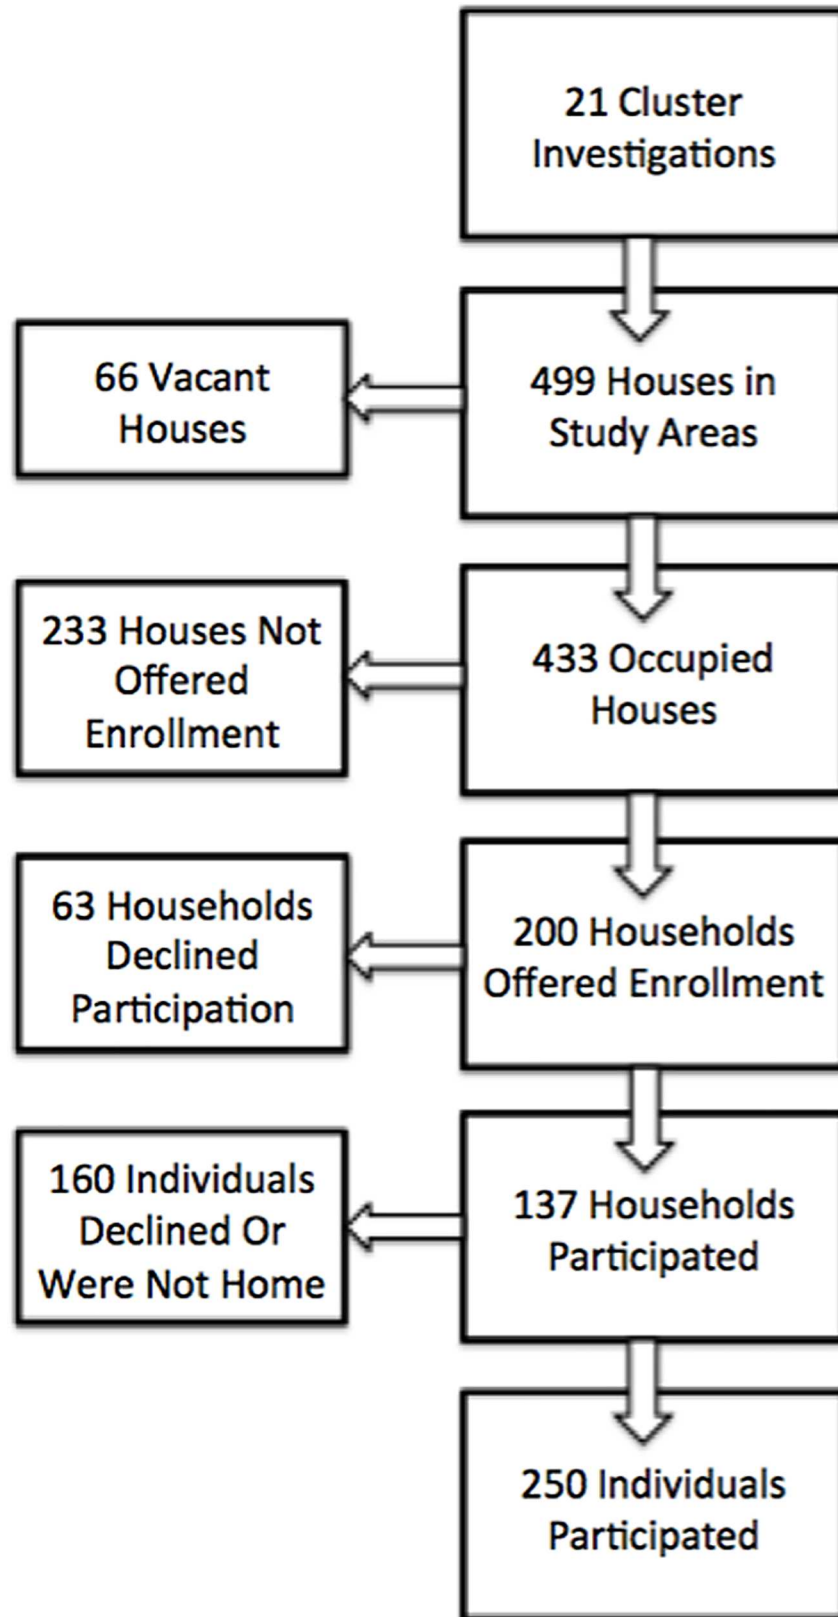 21 Cluster
Investigations
66 Vacant
Houses
499 Houses in
Study Areas
233 Houses Not
Offered
Enrollment
433 Occupied
Houses
63 Households
Declined
Participation
200 Households
Offered Enrollment
160 Individuals
Declined Or
Were Not Home
137 Households
Participated
250 Individuals
Participated